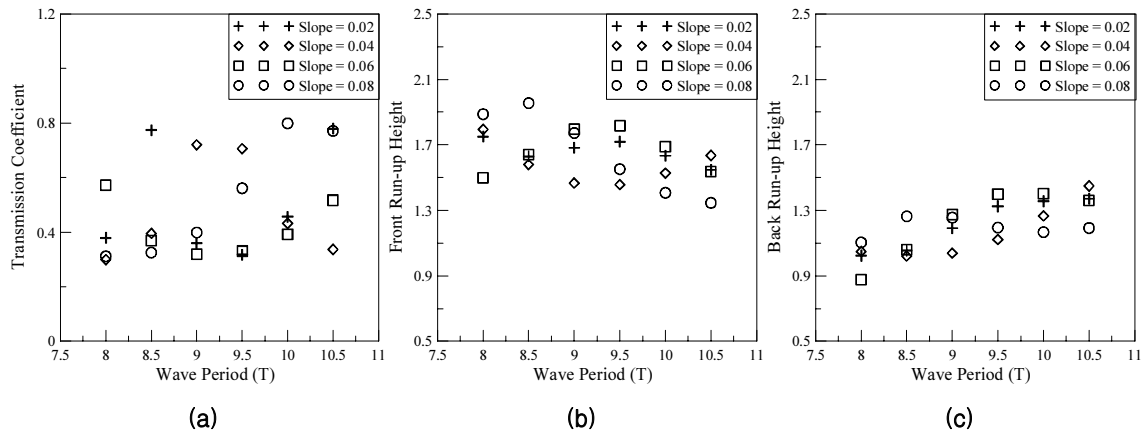 1.2
0.8
0.4
0
Transmission Coefficient
Slope = 0.02
Slope = 0.04
Slope = 0.06
Slope = 0.08
7.5 8 8.5 9 9.5 10 10.5 11
Wave Period (T)
(a)
2.5
2.1
1.7
1.3
0.9
0.5
Front Run-up Height
Slope = 0.02
Slope = 0.04
Slope = 0.06
Slope = 0.08
7.5 8 8.5 9 9.5 10 10.5 11
Wave Period (T)
(b)
2.5
2.1
1.7
1.3
0.9
0.5
Back Run-up Height
Slope = 0.02
Slope = 0.04
Slope = 0.06
Slope = 0.08
7.5 8 8.5 9 9.5 10 10.5 11
Wave Period (T)
(c)